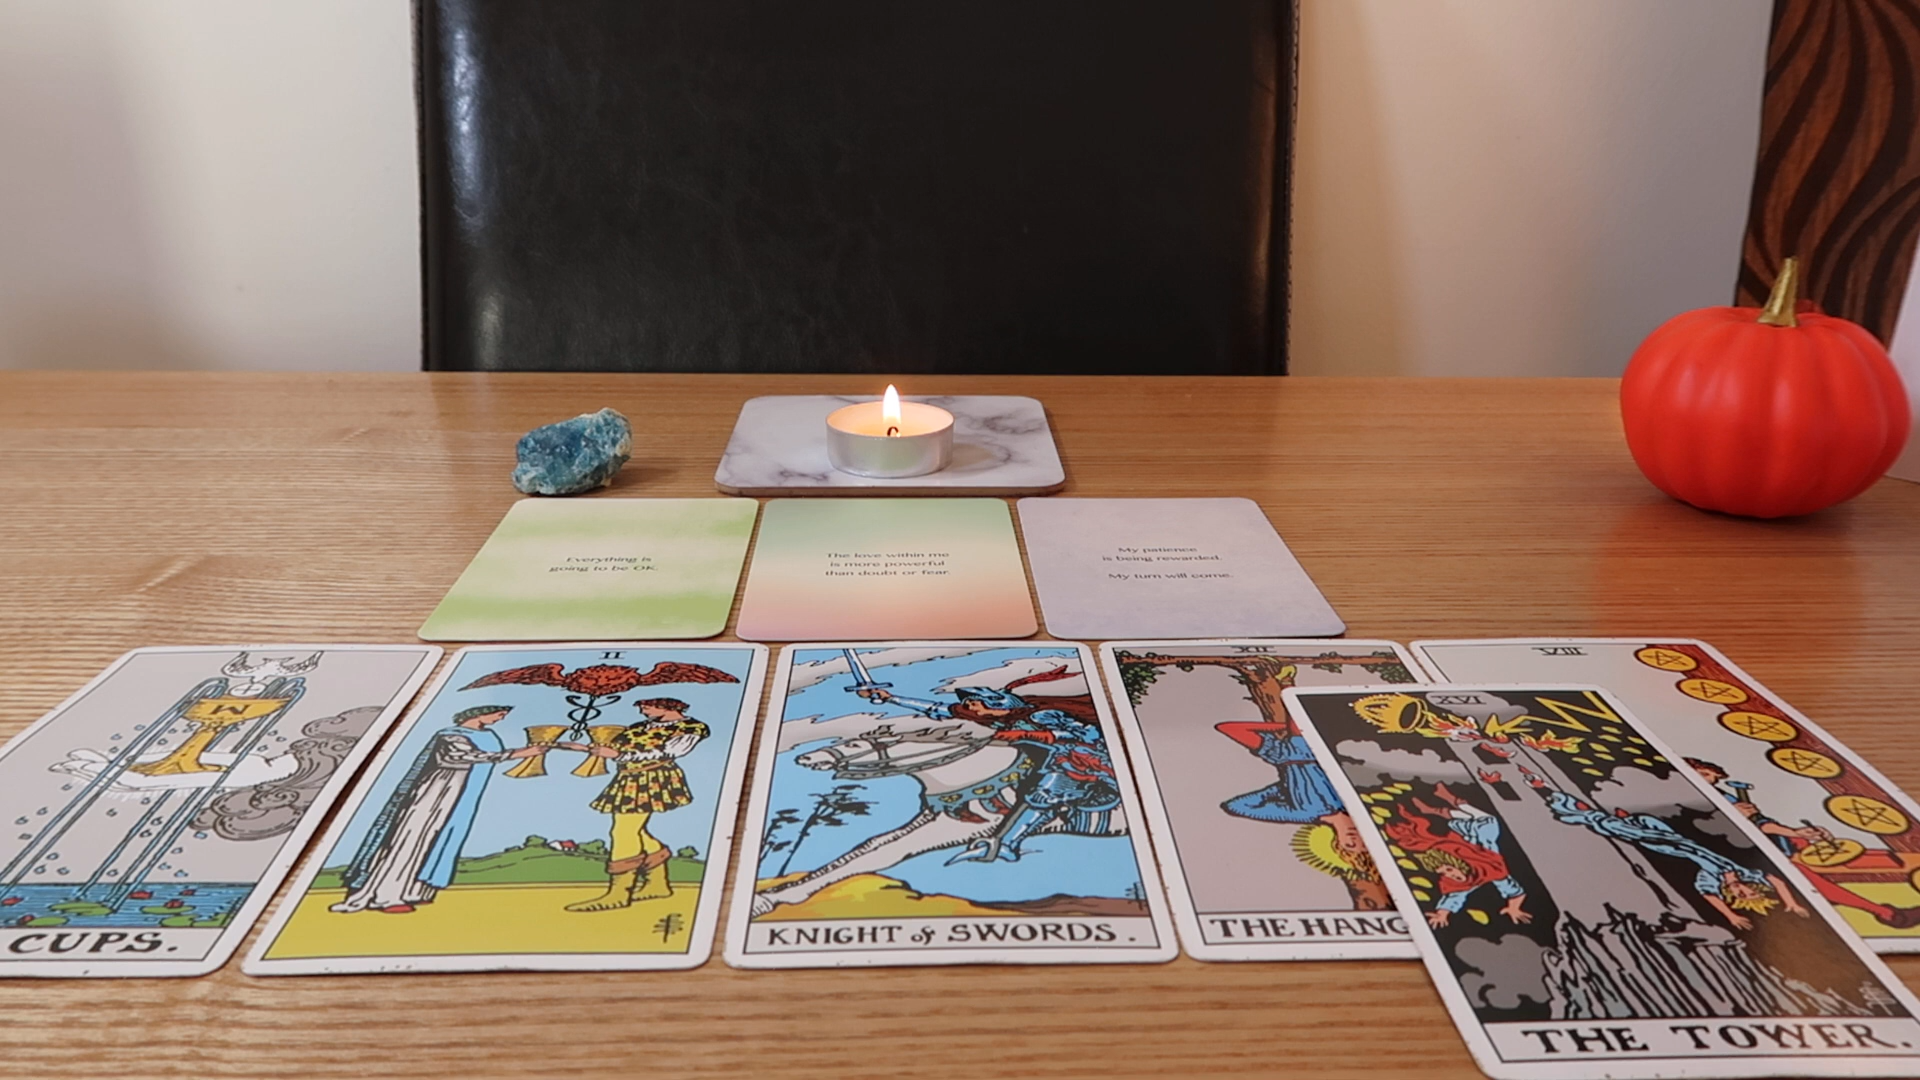 Everything is
going to be OK.
The love within me
is more powerful
than doubt or fear.
My patience
is being rewarded.
My turn will come.
CUPS.
II
KNIGHT of SWORDS.
XII
THE HANG
XVI
THE TOWER.
VIII